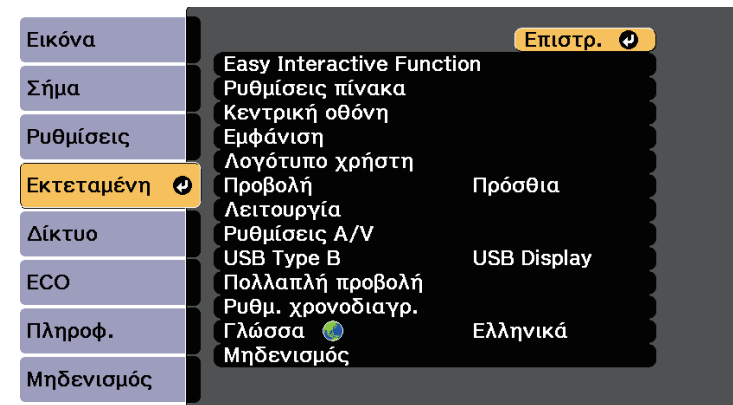 Εικόνα
Σήμα
Ρυθμίσεις
Εκτεταμένη
Δίκτυο
ECO
Πληροφ.
Μηδενισμός
Επιστρ.
Easy Interactive Function
Ρυθμίσεις πίνακα
Κεντρική οθόνη
Εμφάνιση
Λογότυπο χρήστη
Προβολή Πρόσθια
Λειτουργία
Ρυθμίσεις A/V
USB Type B USB Display
Πολλαπλή προβολή
Ρυθμ. χρονοδιαγρ.
Γλώσσα Ελληνικά
Μηδενισμός